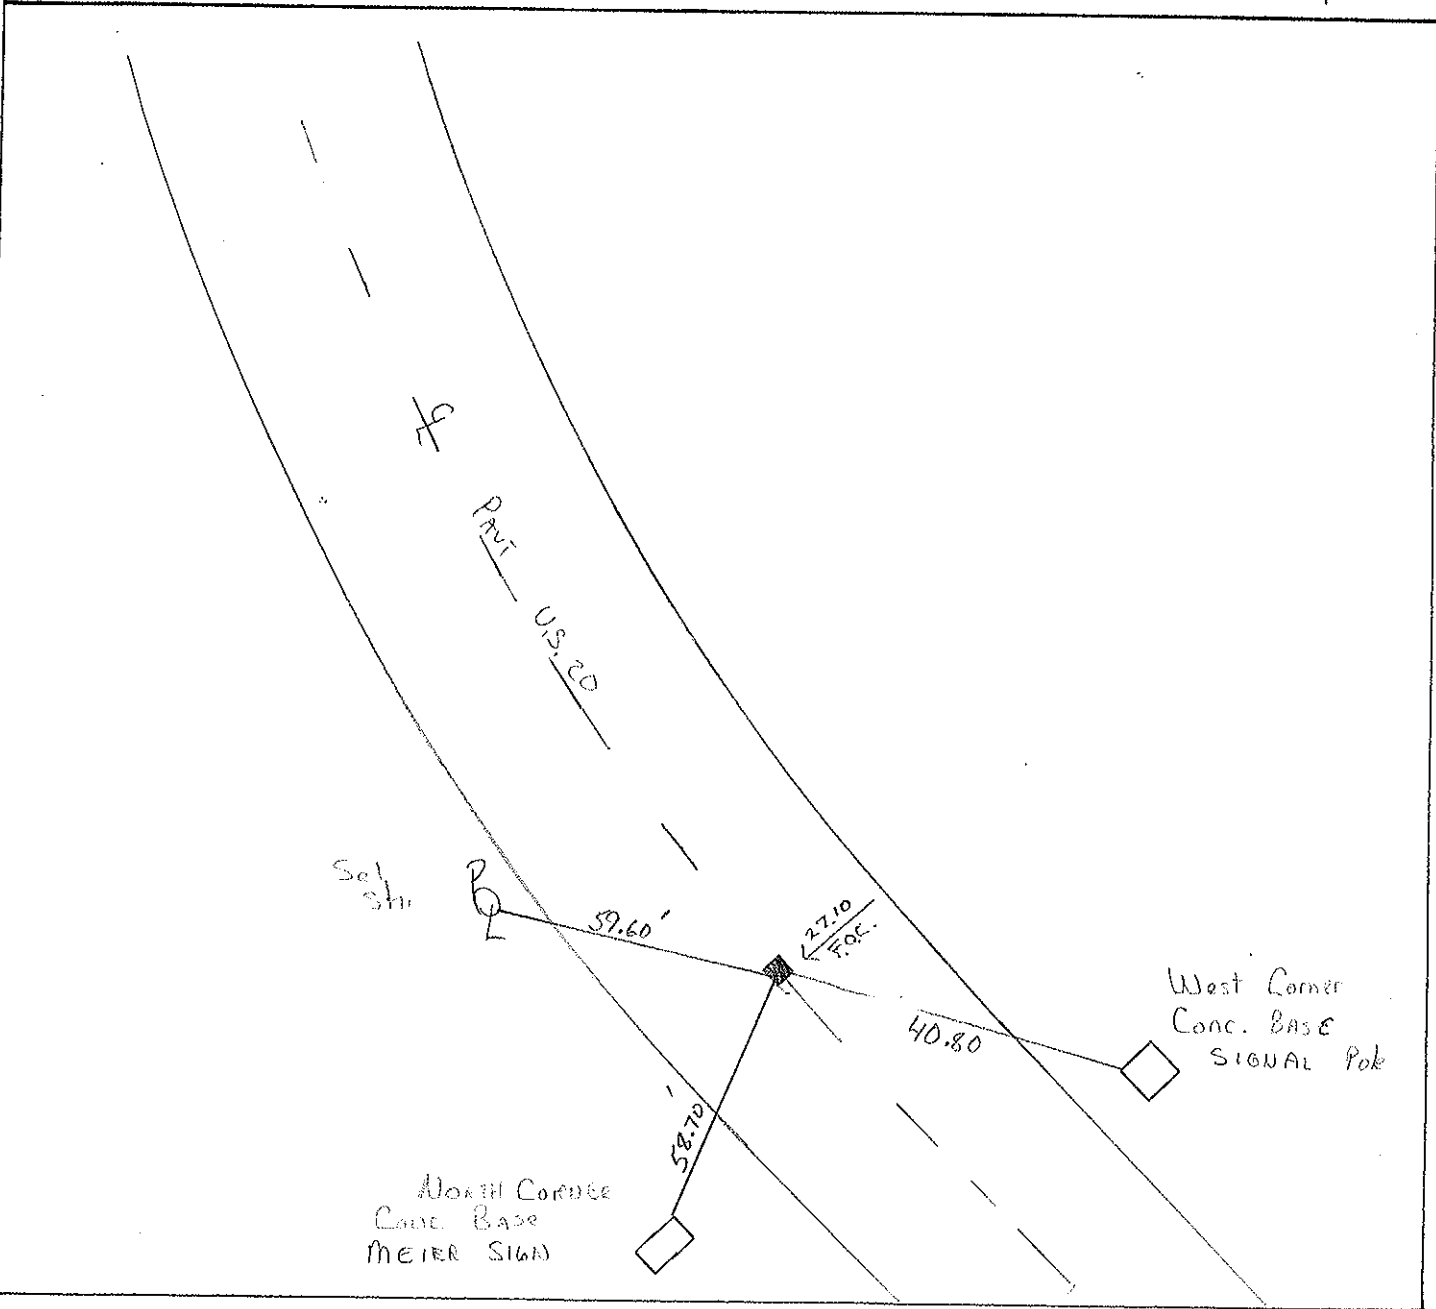 PAVT
U.S. 20
P
L
59.60'
27.10
F.O.C.
40.80
West Corner
Conc. BASE
SIGNAL Pole
58.70'
NORTH CORNER
Conc. Base
MEIER SIGN